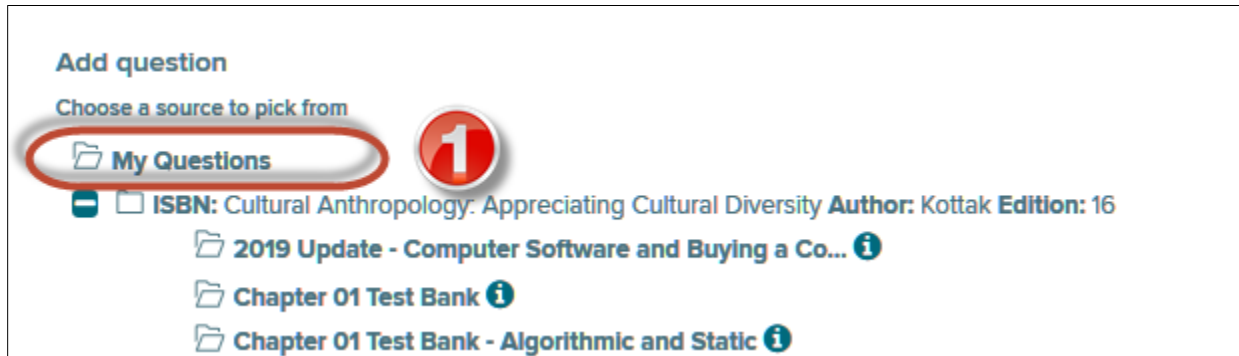 Add question
Choose a source to pick from
My Questions
1
ISBN: Cultural Anthropology: Appreciating Cultural Diversity Author: Kottak Edition: 16
2019 Update - Computer Software and Buying a Co...
Chapter 01 Test Bank
Chapter 01 Test Bank - Algorithmic and Static